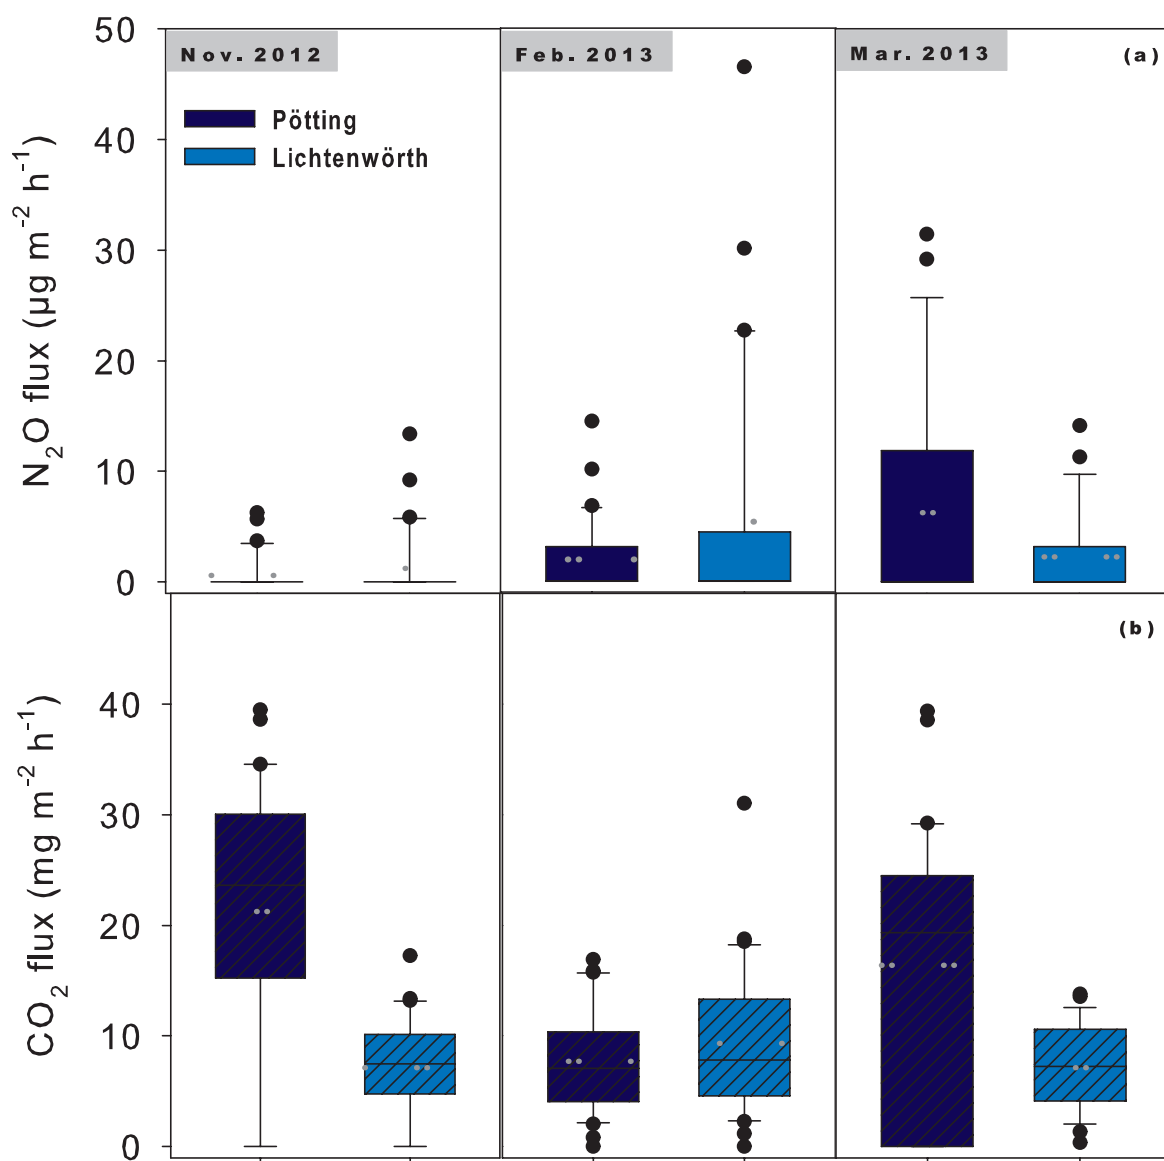 50
Nov. 2012
Feb. 2013
Mar. 2013
(a)
Pötting
Lichtenwörth
40
30
20
10
0
N₂O flux (µg m⁻² h⁻¹)
(b)
40
30
20
10
0
CO₂ flux (mg m⁻² h⁻¹)